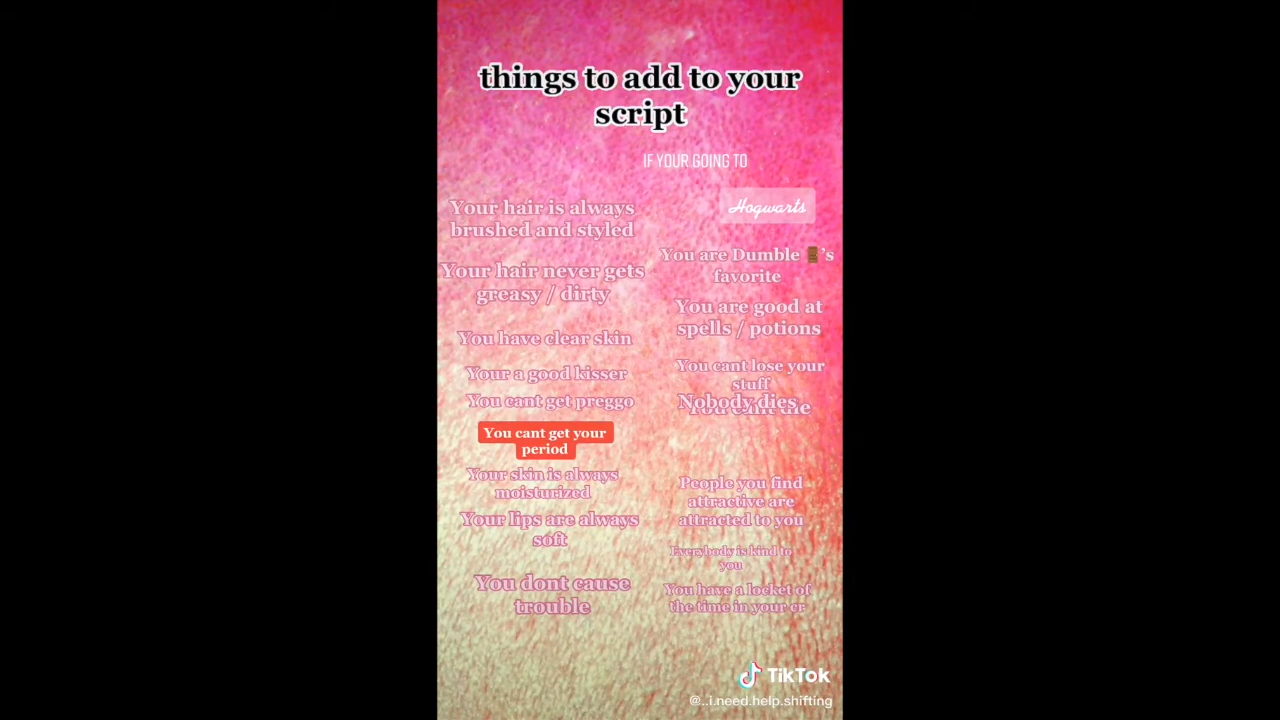 things to add to your
script
IF YOUR GOING TO
Hogwarts
Your hair is always
brushed and styled
Your hair never gets
greasy / dirty
You have clear skin
Your a good kisser
You cant get preggo
You cant get your
period
Your skin is always
moisturized
Your lips are always
soft
You dont cause
trouble
You are Dumble 🚪's
favorite
You are good at
spells / potions
You cant lose your
stuff
Nobody dies
You cant die
People you find
attractive are
attracted to you
Everybody is kind to
you
You have a locket of
the time in your cr
TikTok
@..i.need.help.shifting